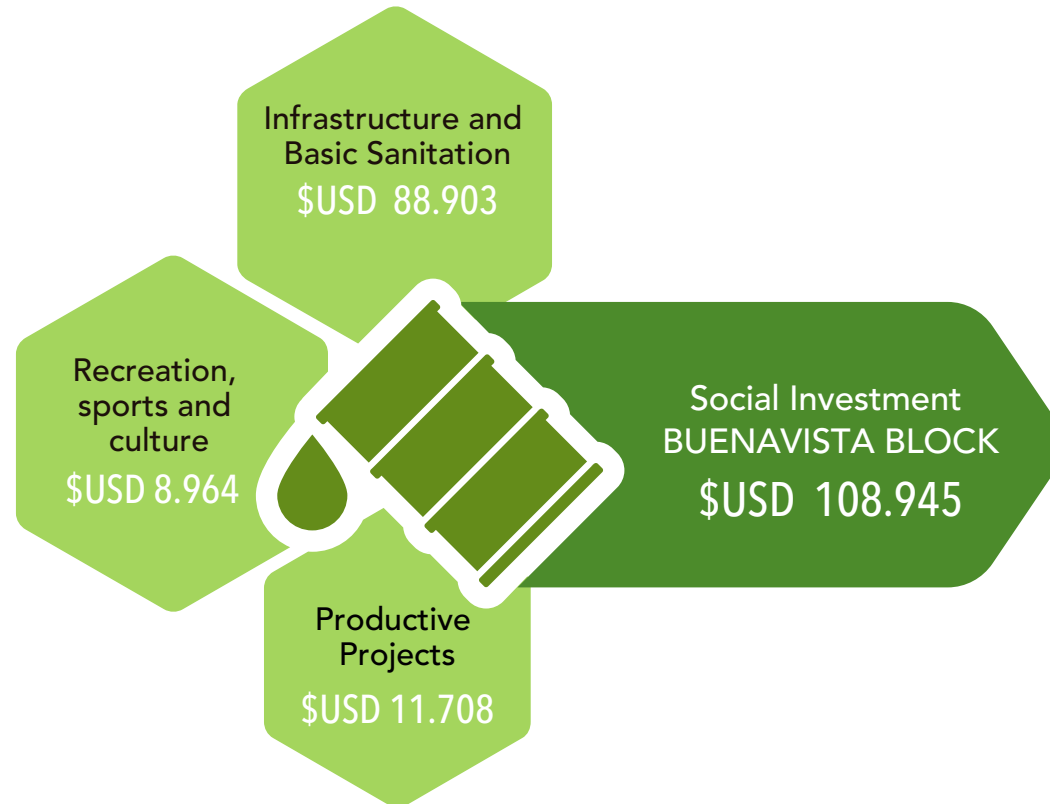 Infrastructure and
Basic Sanitation
$USD 88.903
Recreation,
sports and
culture
$USD 8.964
Productive
Projects
$USD 11.708
Social Investment
BUENAVISTA BLOCK
$USD 108.945